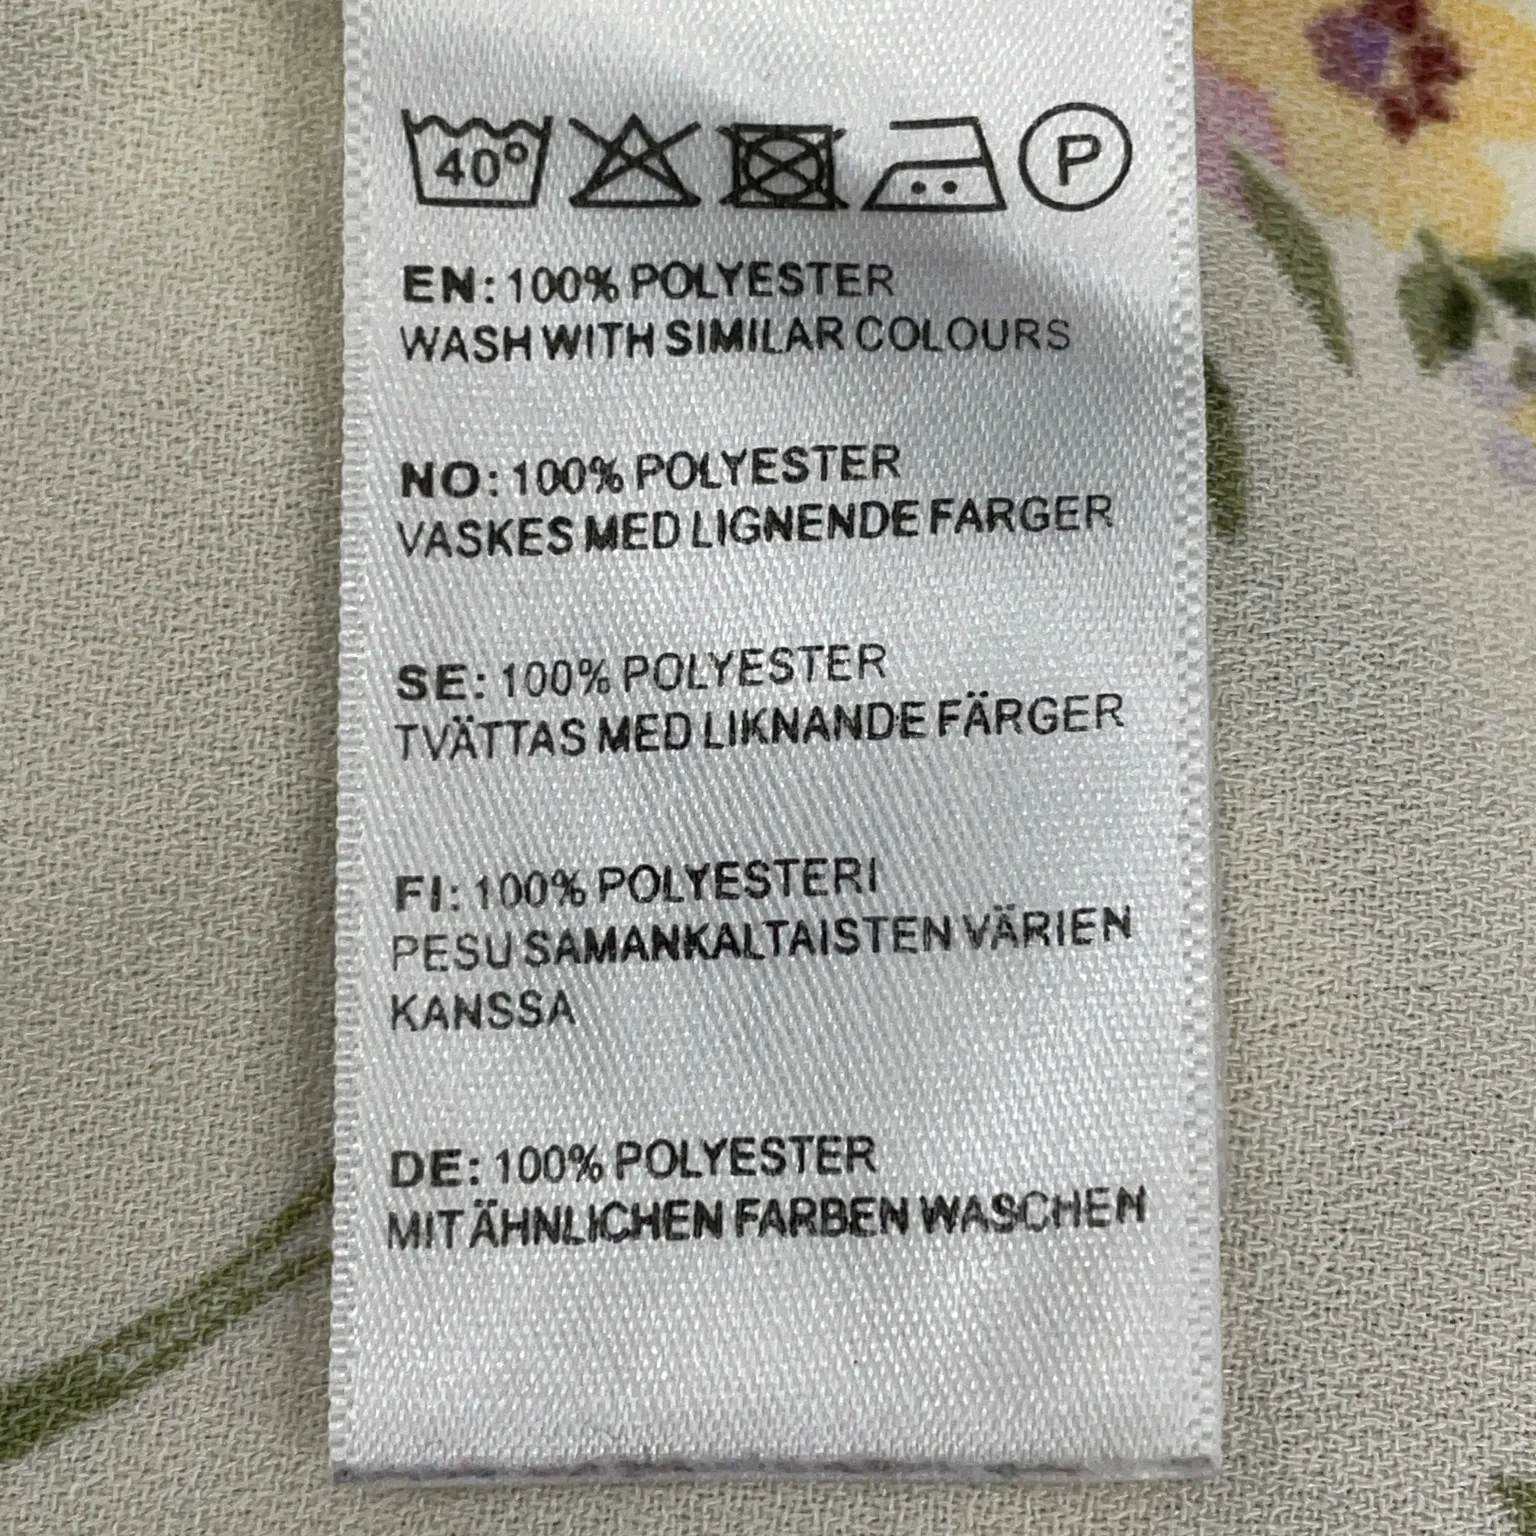 40° P
EN: 100% POLYESTER
WASH WITH SIMILAR COLOURS
NO: 100% POLYESTER
VASKES MED LIGNENDE FARGER
SE: 100% POLYESTER
TVÄTTAS MED LIKNANDE FÄRGER
FI: 100% POLYESTERI
PESU SAMANKALTAISTEN VÄRIEN
KANSSA
DE: 100% POLYESTER
MIT ÄHNLICHEN FARBEN WASCHEN